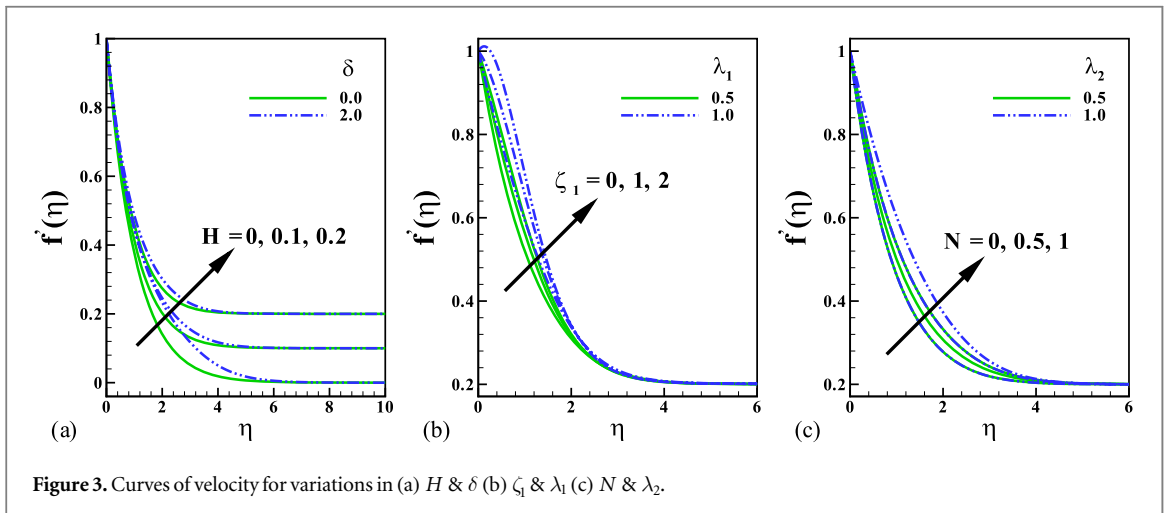 δ
0.0
2.0
H = 0, 0.1, 0.2
f'(η)
1
0.8
0.6
0.4
0.2
0
0 2 4 6 8 10
(a) η
λ1
0.5
1.0
ζ1 = 0, 1, 2
f'(η)
1
0.8
0.6
0.4
0.2
0 2 4 6
(b) η
λ2
0.5
1.0
N = 0, 0.5, 1
f'(η)
1
0.8
0.6
0.4
0.2
0 2 4 6
(c) η
Figure 3. Curves of velocity for variations in (a) H & δ (b) ζ1 & λ1 (c) N & λ2.